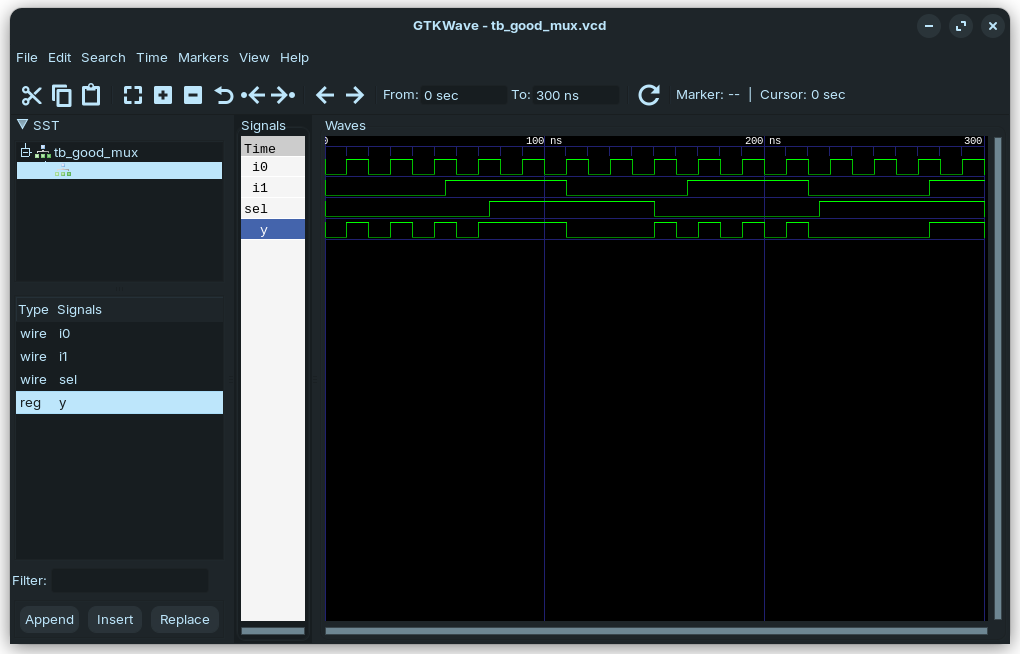 GTKWave - tb_good_mux.vcd
File Edit Search Time Markers View Help
From: 0 sec To: 300 ns Marker: -- | Cursor: 0 sec
SST
tb_good_mux
Type Signals
wire i0
wire i1
wire sel
reg y
Filter:
Append Insert Replace
Signals
Time
i0
i1
sel
y
Waves
0 100 ns 200 ns 300